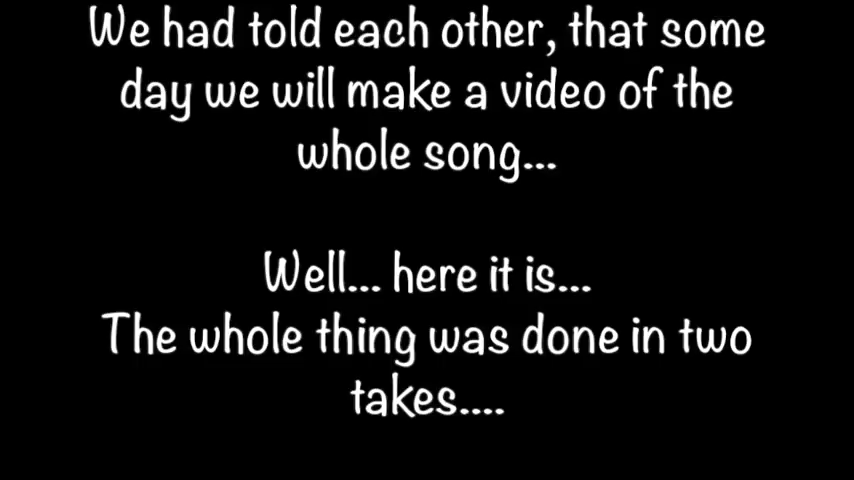 We had told each other, that some
day we will make a video of the
whole song...
Well... here it is...
The whole thing was done in two
takes....